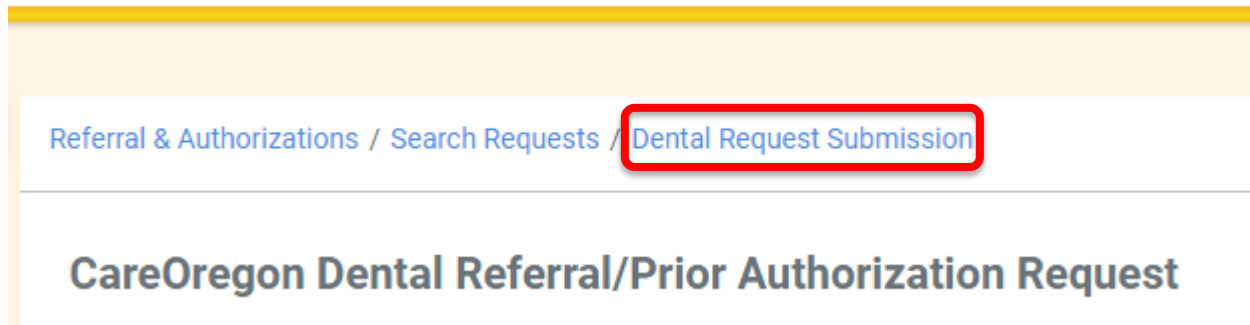 Referral & Authorizations / Search Requests / Dental Request Submission
CareOregon Dental Referral/Prior Authorization Request